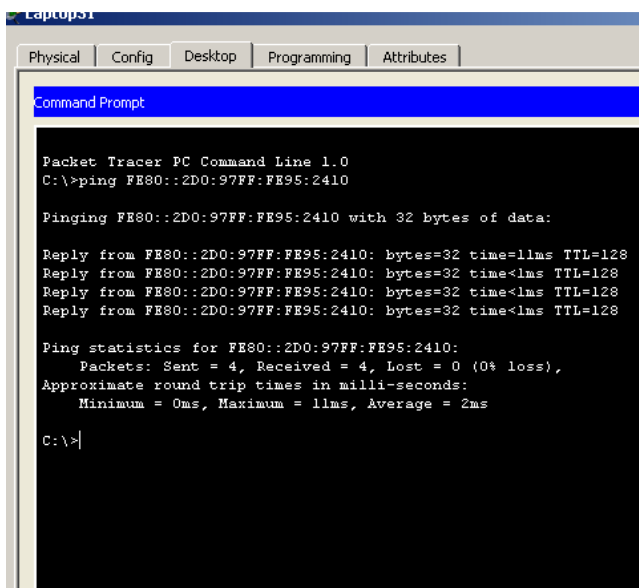 Laptop31
Physical Config Desktop Programming Attributes
Command Prompt
Packet Tracer PC Command Line 1.0
C:\>ping FE80::2D0:97FF:FE95:2410
Pinging FE80::2D0:97FF:FE95:2410 with 32 bytes of data:
Reply from FE80::2D0:97FF:FE95:2410: bytes=32 time=11ms TTL=128
Reply from FE80::2D0:97FF:FE95:2410: bytes=32 time<1ms TTL=128
Reply from FE80::2D0:97FF:FE95:2410: bytes=32 time<1ms TTL=128
Reply from FE80::2D0:97FF:FE95:2410: bytes=32 time<1ms TTL=128
Ping statistics for FE80::2D0:97FF:FE95:2410:
Packets: Sent = 4, Received = 4, Lost = 0 (0% loss),
Approximate round trip times in milli-seconds:
Minimum = 0ms, Maximum = 11ms, Average = 2ms
C:\>